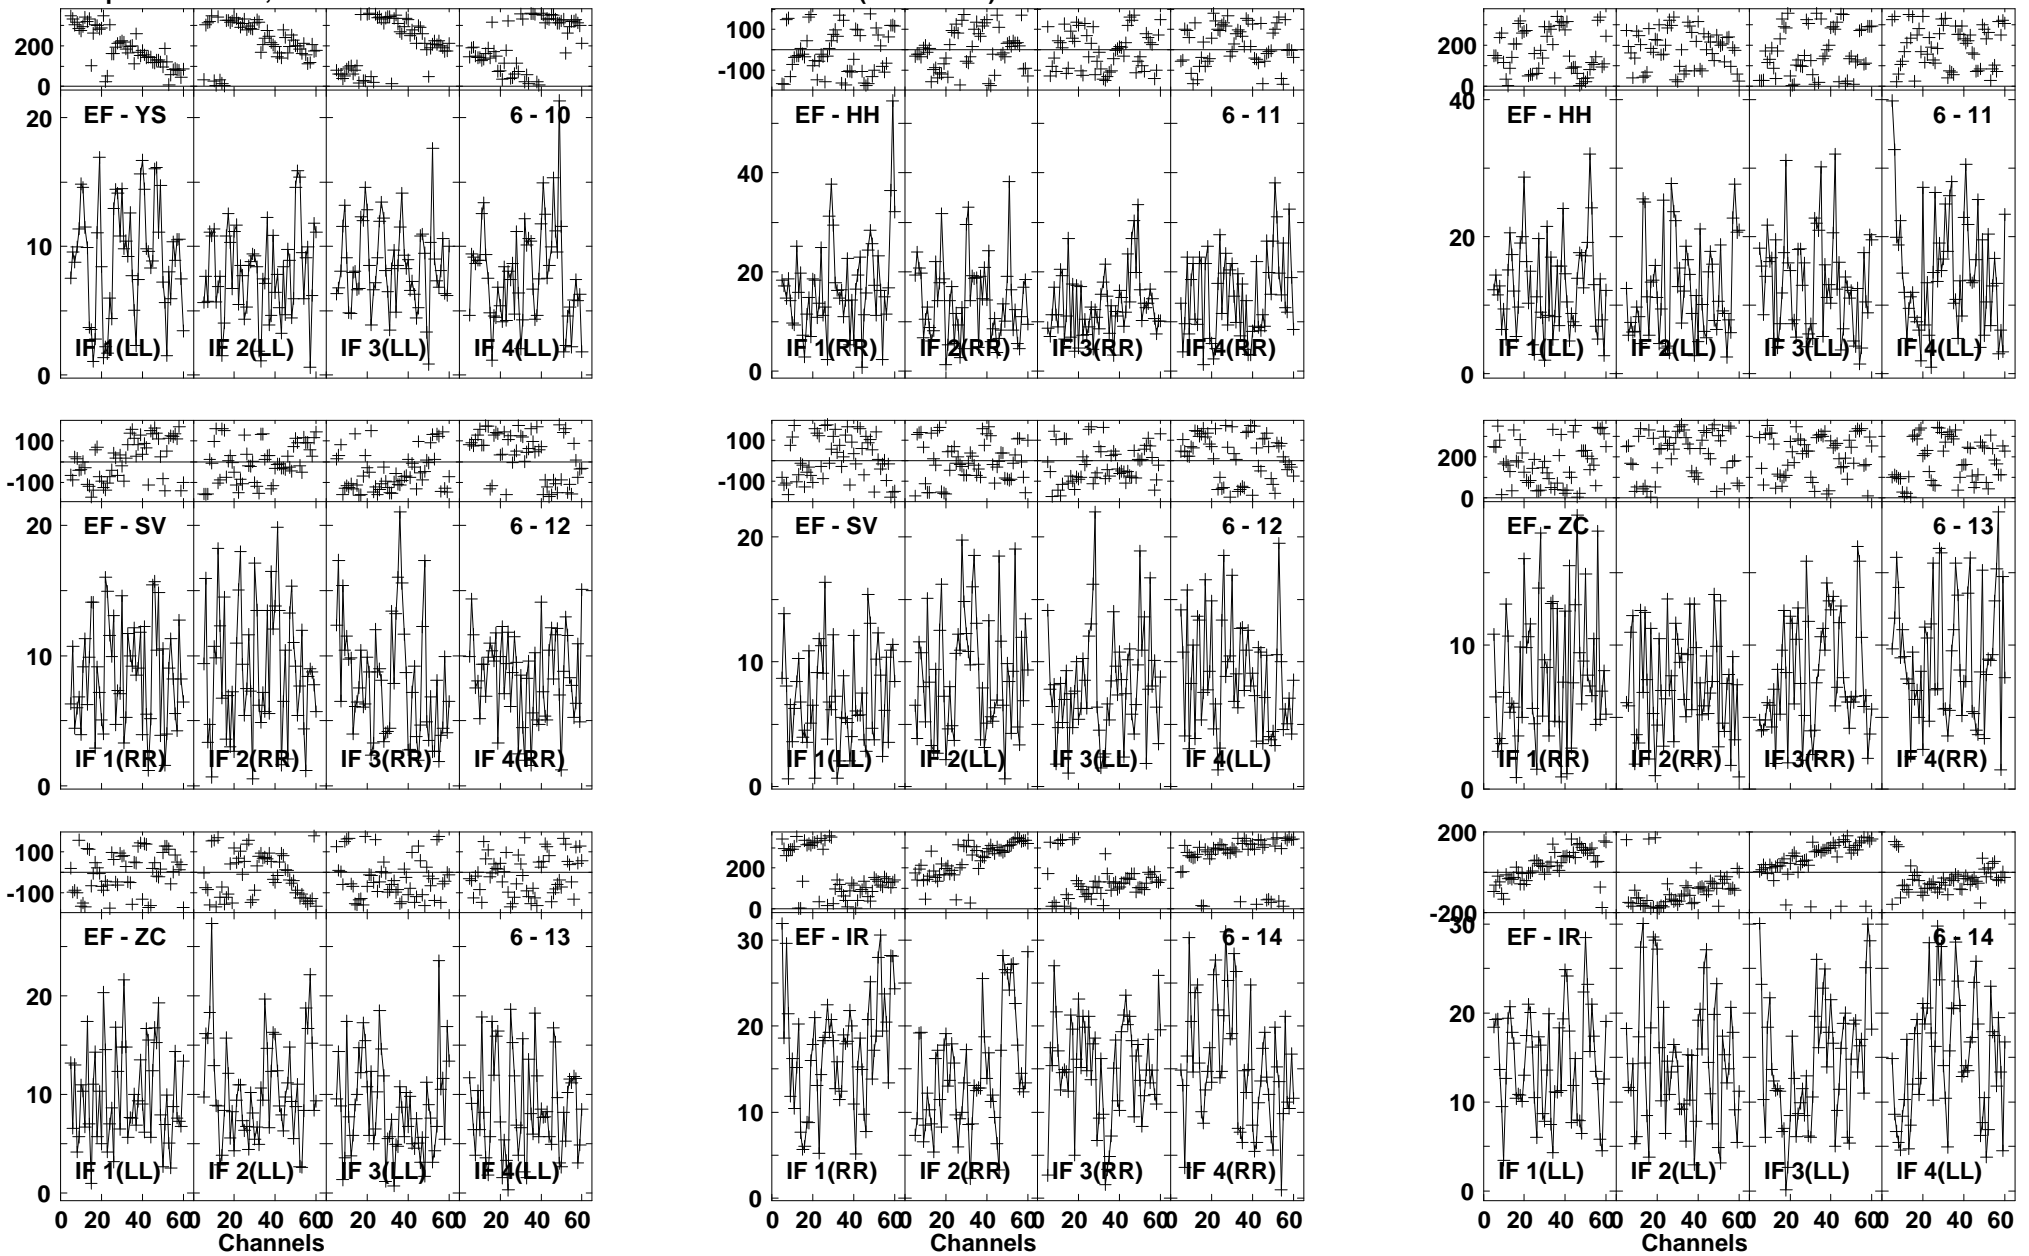 200
0
100
-100
200
0
20
10
0
EF - YS
6 - 10
IF 1(LL)
IF 2(LL)
IF 3(LL)
IF 4(LL)
40
20
0
EF - HH
6 - 11
IF 1(RR)
IF 2(RR)
IF 3(RR)
IF 4(RR)
40
20
0
EF - HH
6 - 11
IF 1(LL)
IF 2(LL)
IF 3(LL)
IF 4(LL)
100
-100
100
-100
200
0
20
10
0
EF - SV
6 - 12
IF 1(RR)
IF 2(RR)
IF 3(RR)
IF 4(RR)
20
10
0
EF - SV
6 - 12
IF 1(LL)
IF 2(LL)
IF 3(LL)
IF 4(LL)
10
0
EF - ZC
6 - 13
IF 1(RR)
IF 2(RR)
IF 3(RR)
IF 4(RR)
100
-100
200
0
200
-200
20
10
0
EF - ZC
6 - 13
IF 1(LL)
IF 2(LL)
IF 3(LL)
IF 4(LL)
30
20
10
0
EF - IR
6 - 14
IF 1(RR)
IF 2(RR)
IF 3(RR)
IF 4(RR)
30
20
10
0
EF - IR
6 - 14
IF 1(LL)
IF 2(LL)
IF 3(LL)
IF 4(LL)
0 20 40 60 0 20 40 60 0 20 40 60 0 20 40 60
Channels
0 20 40 60 0 20 40 60 0 20 40 60 0 20 40 60
Channels
0 20 40 60 0 20 40 60 0 20 40 60 0 20 40 60
Channels